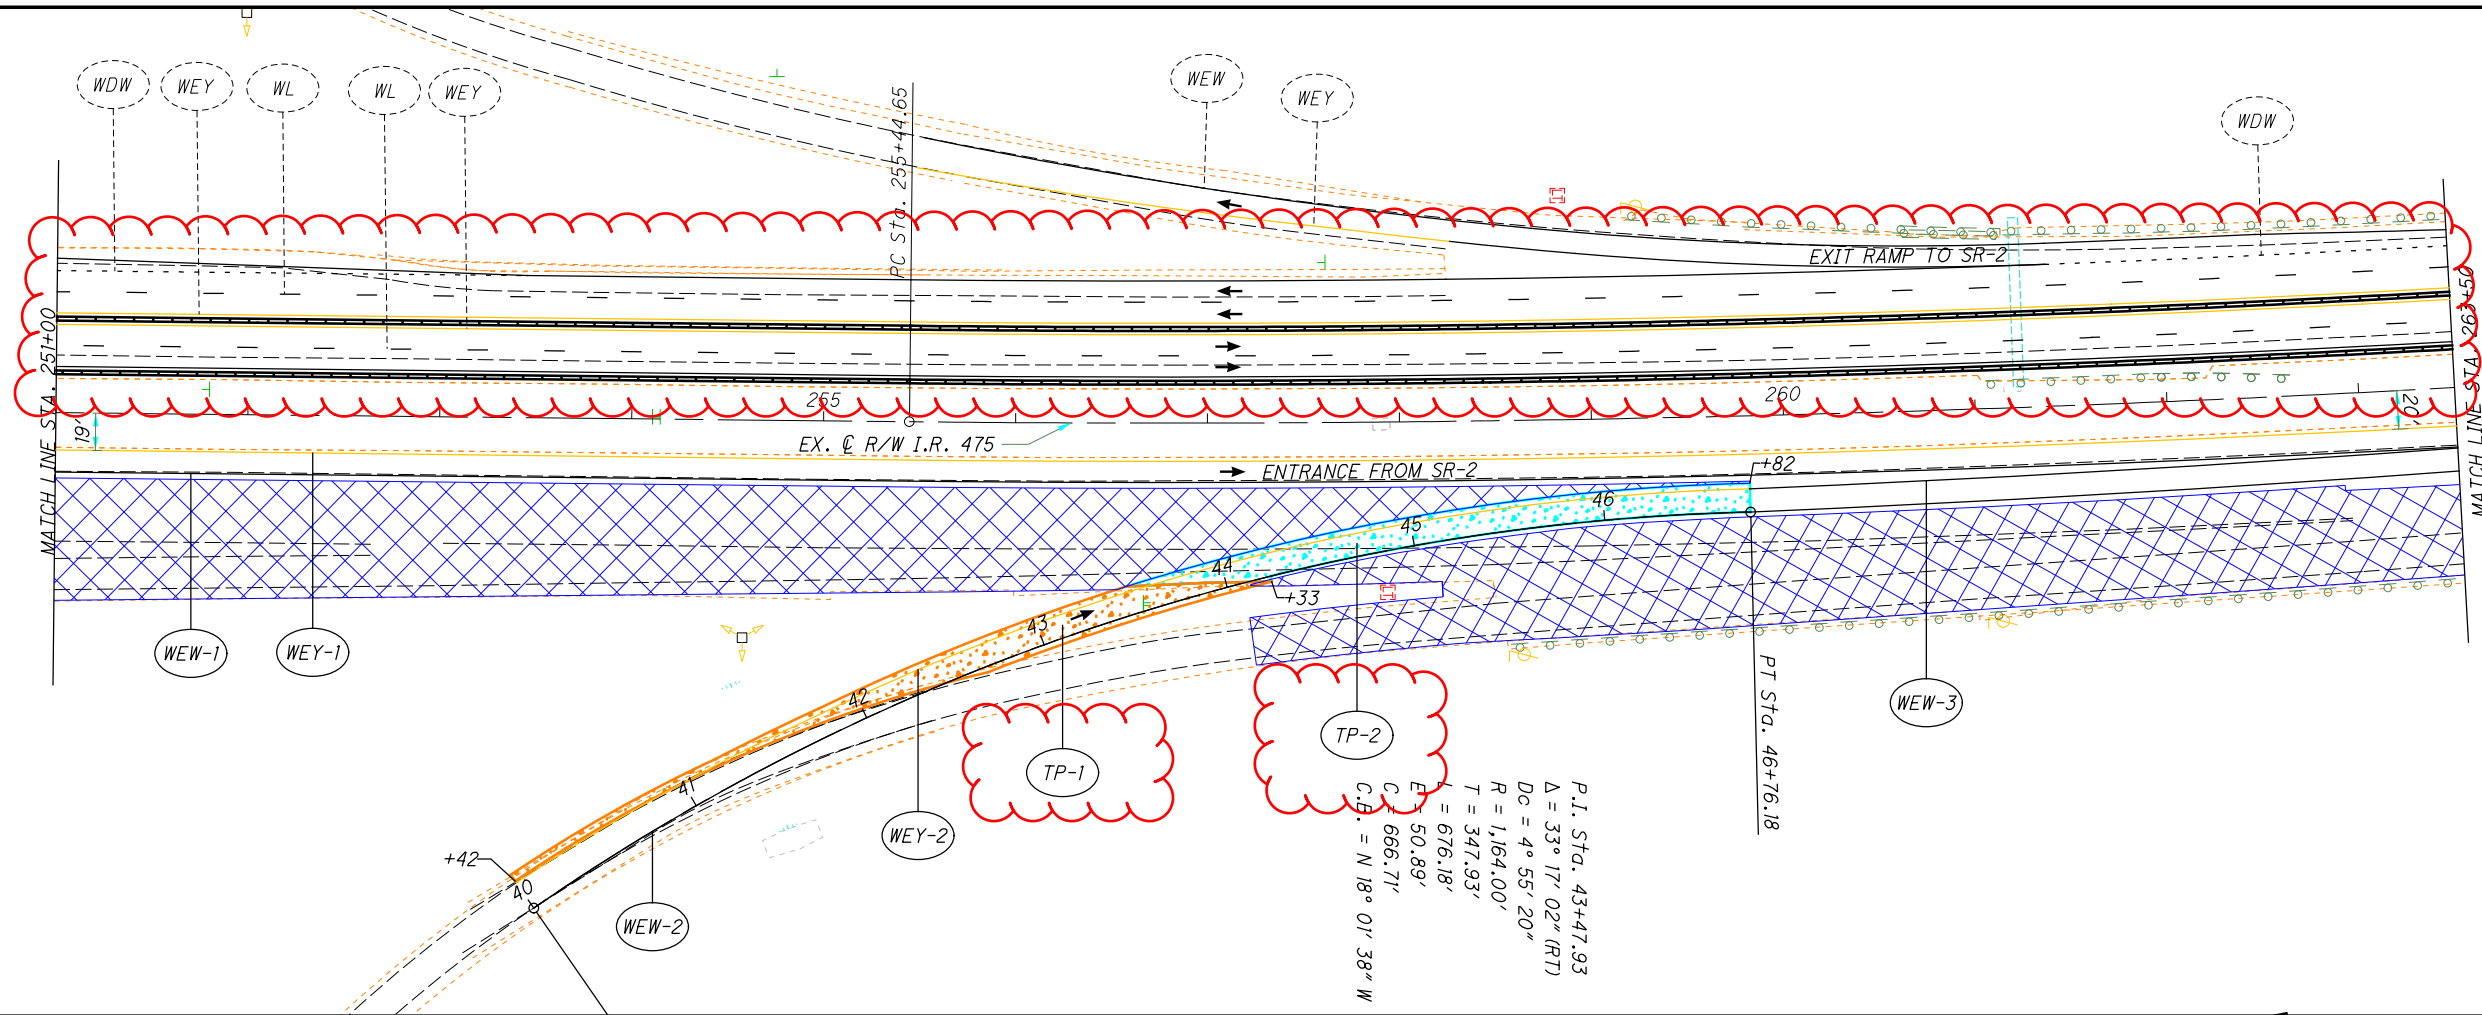 WDW
WEY
WL
WL
WEY
WEW
WEY
WDW
PC Sta. 255+44.65
EXIT RAMP TO SR-2
MATCH LINE STA. 251+00
MATCH LINE STA. 263+50
255
260
19'
20'
EX. ℄ R/W I.R. 475
ENTRANCE FROM SR-2
+82
46
45
44
+33
43
42
41
40
+42
WEW-1
WEY-1
WEW-2
WEY-2
TP-1
TP-2
WEW-3
PT Sta. 46+76.18
P.I. Sta. 43+47.93
Δ = 33° 17' 02" (RT)
Dc = 4° 55' 20"
R = 1,164.00'
T = 347.93'
L = 676.18'
E = 50.89'
C = 666.71'
C.B. = N 18° 01' 38" W